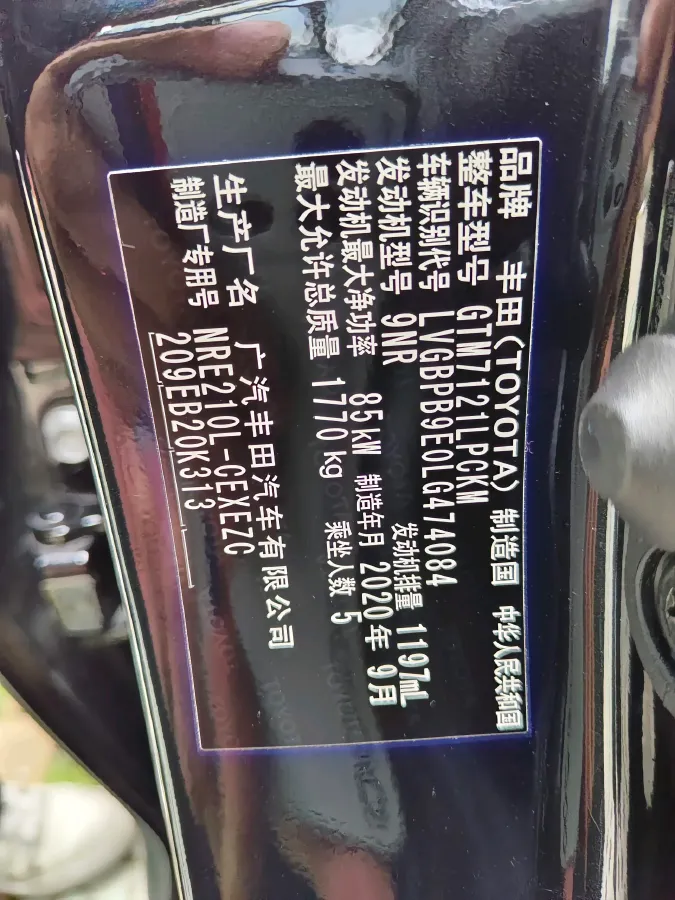 品牌 丰田(TOYOTA) 制造国 中华人民共和国
整车型号 GTM7121LPCKM
车辆识别代号 LVGBPB9E0LG474084
发动机型号 9NR 发动机排量 1197mL
发动机最大净功率 85kW 制造年月 2020年9月
最大允许总质量 1770kg 乘坐人数 5
生产厂名 广汽丰田汽车有限公司
制造厂专用号 NRE210L-CEXEZC
209EB20K313